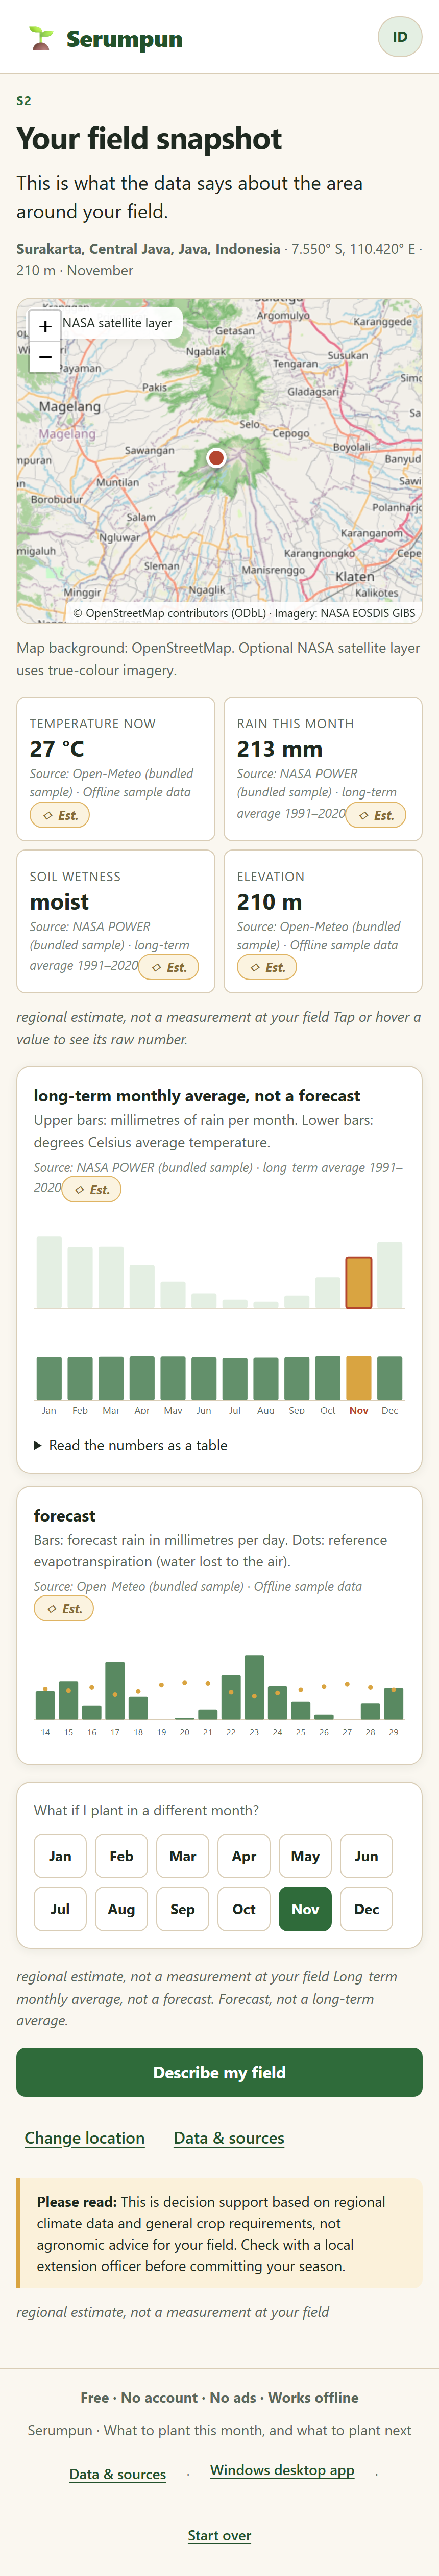 Serumpun
ID
S2
Your field snapshot
This is what the data says about the area
around your field.
Surakarta, Central Java, Java, Indonesia · 7.550° S, 110.420° E ·
210 m · November
+
−
NASA satellite layer
Argomulyo
Karanggede
Getasan
Susukan
Ngablak
Tengaran
Payaman
Pakis
Gladagsari
Magelang
Magelang
Selo
Cepogo
Sawangan
Boyolali
Muntilan
Borobudur
Salam
Ngluwar
Karanganom
Karangnongko
Sleman
Manisrenggo
Klaten
Minggir
Ngaglik
Kalikotes
© OpenStreetMap contributors (ODbL) · Imagery: NASA EOSDIS GIBS
Map background: OpenStreetMap. Optional NASA satellite layer
uses true-colour imagery.
TEMPERATURE NOW
27 °C
Source: Open-Meteo (bundled
sample) · Offline sample data
◇ Est.
RAIN THIS MONTH
213 mm
Source: NASA POWER
(bundled sample) · long-term
average 1991–2020 ◇ Est.
SOIL WETNESS
moist
Source: NASA POWER
(bundled sample) · long-term
average 1991–2020 ◇ Est.
ELEVATION
210 m
Source: Open-Meteo (bundled
sample) · Offline sample data
◇ Est.
regional estimate, not a measurement at your field Tap or hover a
value to see its raw number.
long-term monthly average, not a forecast
Upper bars: millimetres of rain per month. Lower bars:
degrees Celsius average temperature.
Source: NASA POWER (bundled sample) · long-term average 1991–
2020 ◇ Est.
Jan Feb Mar Apr May Jun Jul Aug Sep Oct Nov Dec
▶ Read the numbers as a table
forecast
Bars: forecast rain in millimetres per day. Dots: reference
evapotranspiration (water lost to the air).
Source: Open-Meteo (bundled sample) · Offline sample data
◇ Est.
14 15 16 17 18 19 20 21 22 23 24 25 26 27 28 29
What if I plant in a different month?
Jan Feb Mar Apr May Jun
Jul Aug Sep Oct Nov Dec
regional estimate, not a measurement at your field Long-term
monthly average, not a forecast. Forecast, not a long-term
average.
Describe my field
Change location Data & sources
Please read: This is decision support based on regional
climate data and general crop requirements, not
agronomic advice for your field. Check with a local
extension officer before committing your season.
regional estimate, not a measurement at your field
Free · No account · No ads · Works offline
Serumpun · What to plant this month, and what to plant next
Data & sources · Windows desktop app ·
Start over